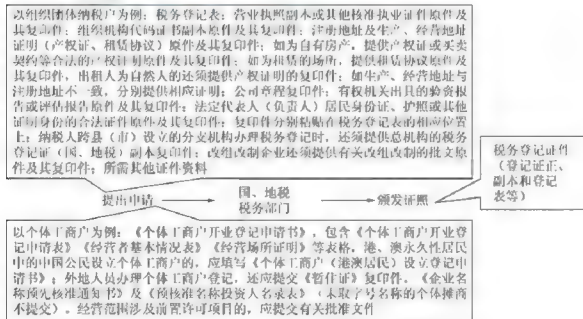 以组织团体纳税户为例：税务登记表；营业执照副本或其他核准执业证件原件及
其复印件；组织机构代码证书副本原件及其复印件；注册地址及生产、经营地址
证明（产权证、租赁协议）原件及其复印件；如为自有房产，提供产权证或买卖
契约等合法的产权证明原件及其复印件；如为租赁的场所，提供租赁协议原件及
其复印件，出租人为自然人的还须提供产权证明的复印件；如生产、经营地址与
注册地址不一致，分别提供相应证明；公司章程复印件；有权机关出具的验资报
告或评估报告原件及其复印件；法定代表人（负责人）居民身份证、护照或其他
证明身份的合法证件原件及其复印件；复印件分别粘贴在税务登记表的相应位置
上；纳税人跨县（市）设立的分支机构办理税务登记时，还须提供总机构的税务
登记证（国、地税）副本复印件；改组改制企业还须提供有关改组改制的批文原
件及其复印件；所需其他证件资料
提出申请
国、地税
税务部门
颁发证照
税务登记证件
（登记证正、
副本和登记
表等）
以个体工商户为例：《个体工商户开业登记申请书》，包含《个体工商户开业登
记申请表》《经营者基本情况表》《经营场所证明》等表格，港、澳永久性居民
中的中国公民设立个体工商户的，应填写《个体工商户（港澳居民）设立登记申
请书》；外地人员办理个体工商户登记，还应提交《暂住证》复印件，《企业名
称预先核准通知书》及《预核准名称投资人名录表》（未取字号名称的个体摊商
不提交）。经营范围涉及前置许可项目的，应提交有关批准文件